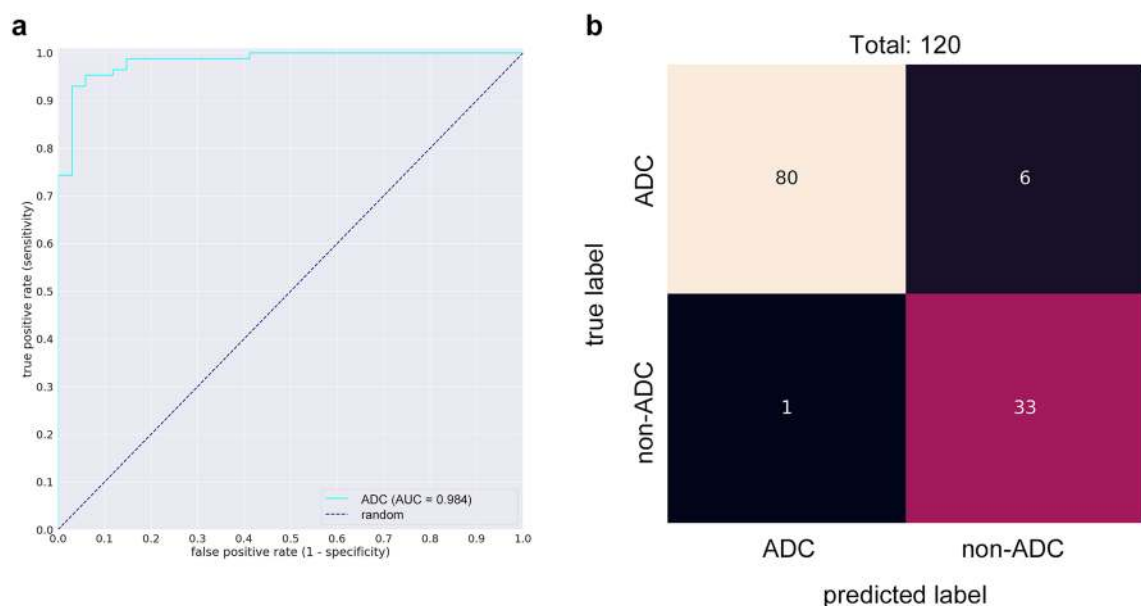 a
1.0
0.9
0.8
0.7
0.6
0.5
0.4
0.3
0.2
0.1
0.0
true positive rate (sensitivity)
ADC (AUC = 0.984)
random
0.0 0.1 0.2 0.3 0.4 0.5 0.6 0.7 0.8 0.9 1.0
false positive rate (1 - specificity)
b
Total: 120
true label
ADC
80 6
non-ADC
1 33
ADC non-ADC
predicted label